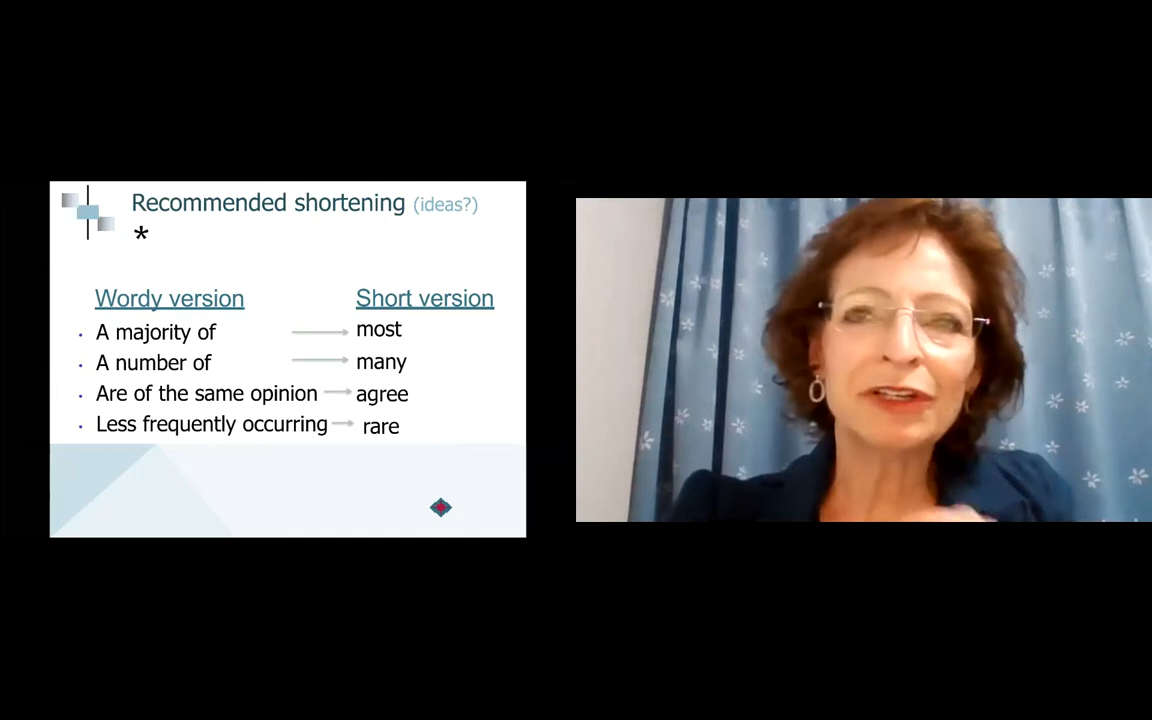 Recommended shortening (ideas?)
*
Wordy version Short version
• A majority of most
• A number of many
• Are of the same opinion agree
• Less frequently occurring rare